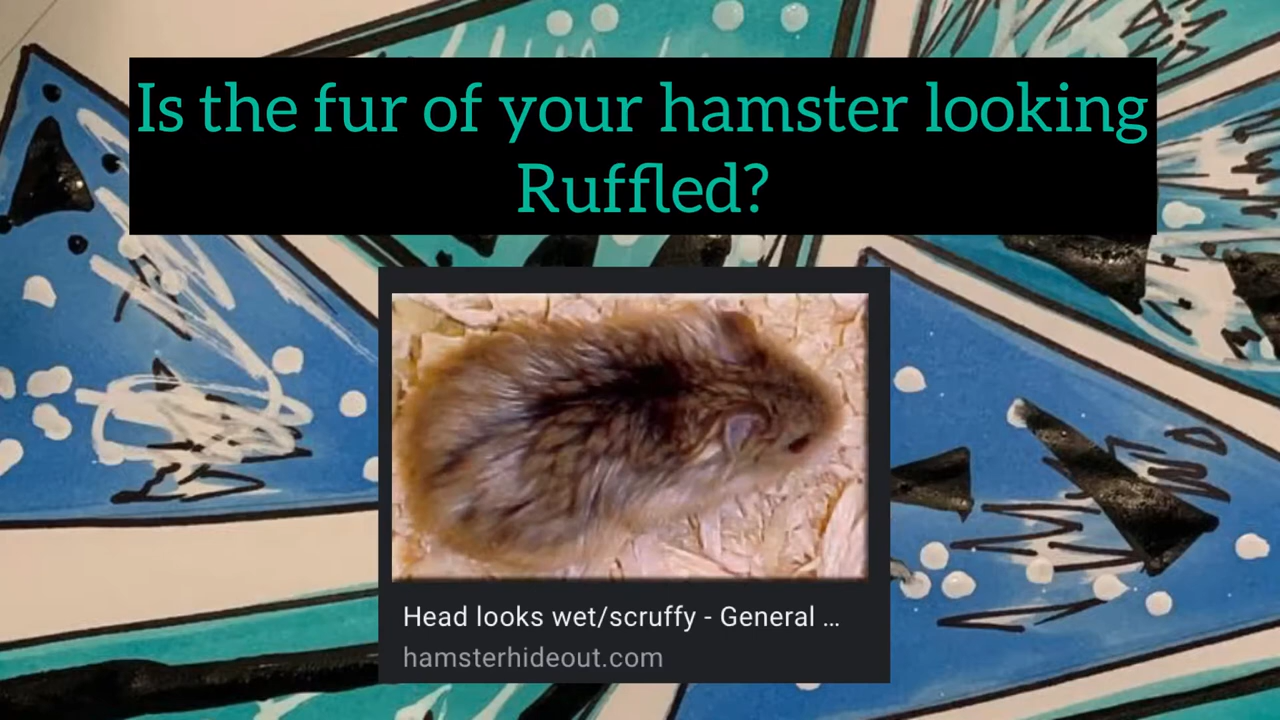 Is the fur of your hamster looking
Ruffled?
Head looks wet/scruffy - General ...
hamsterhideout.com